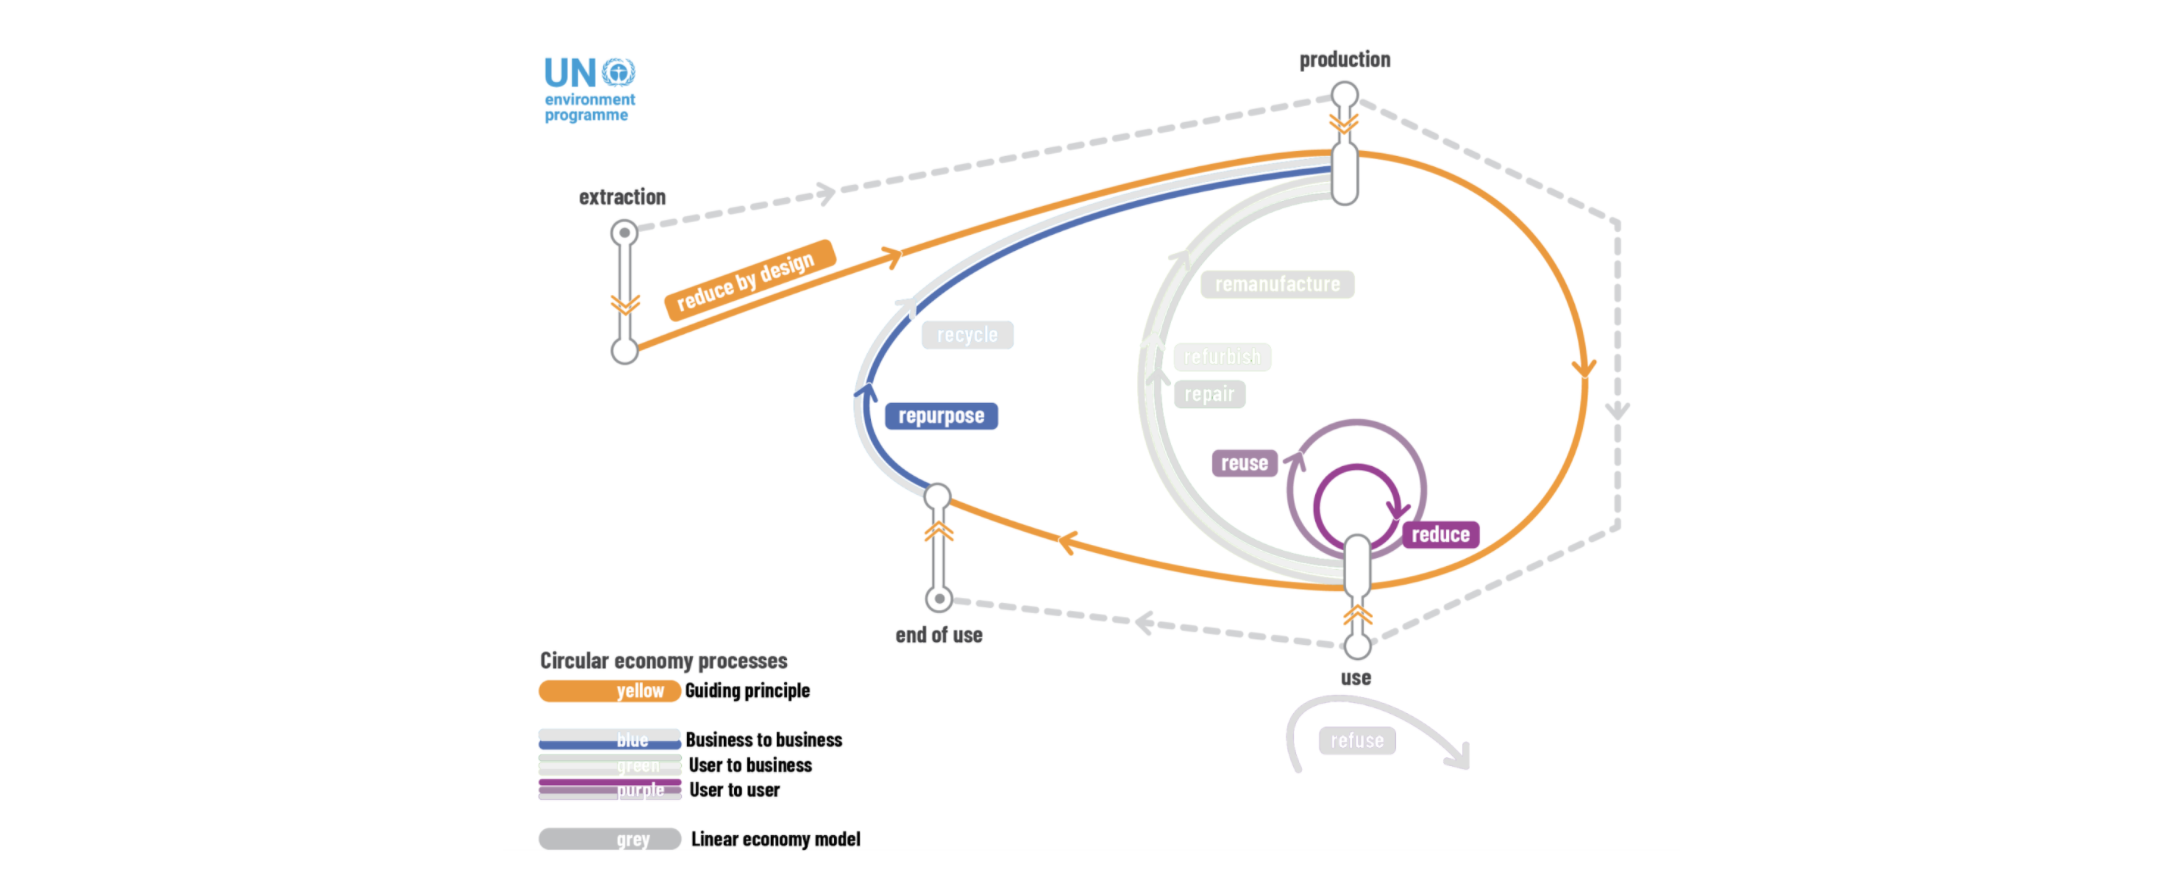 UN
environment
programme
production
extraction
reduce by design
remanufacture
recycle
refurbish
repair
repurpose
reuse
reduce
end of use
use
refuse
Circular economy processes
yellow Guiding principle
blue Business to business
green User to business
purple User to user
grey Linear economy model